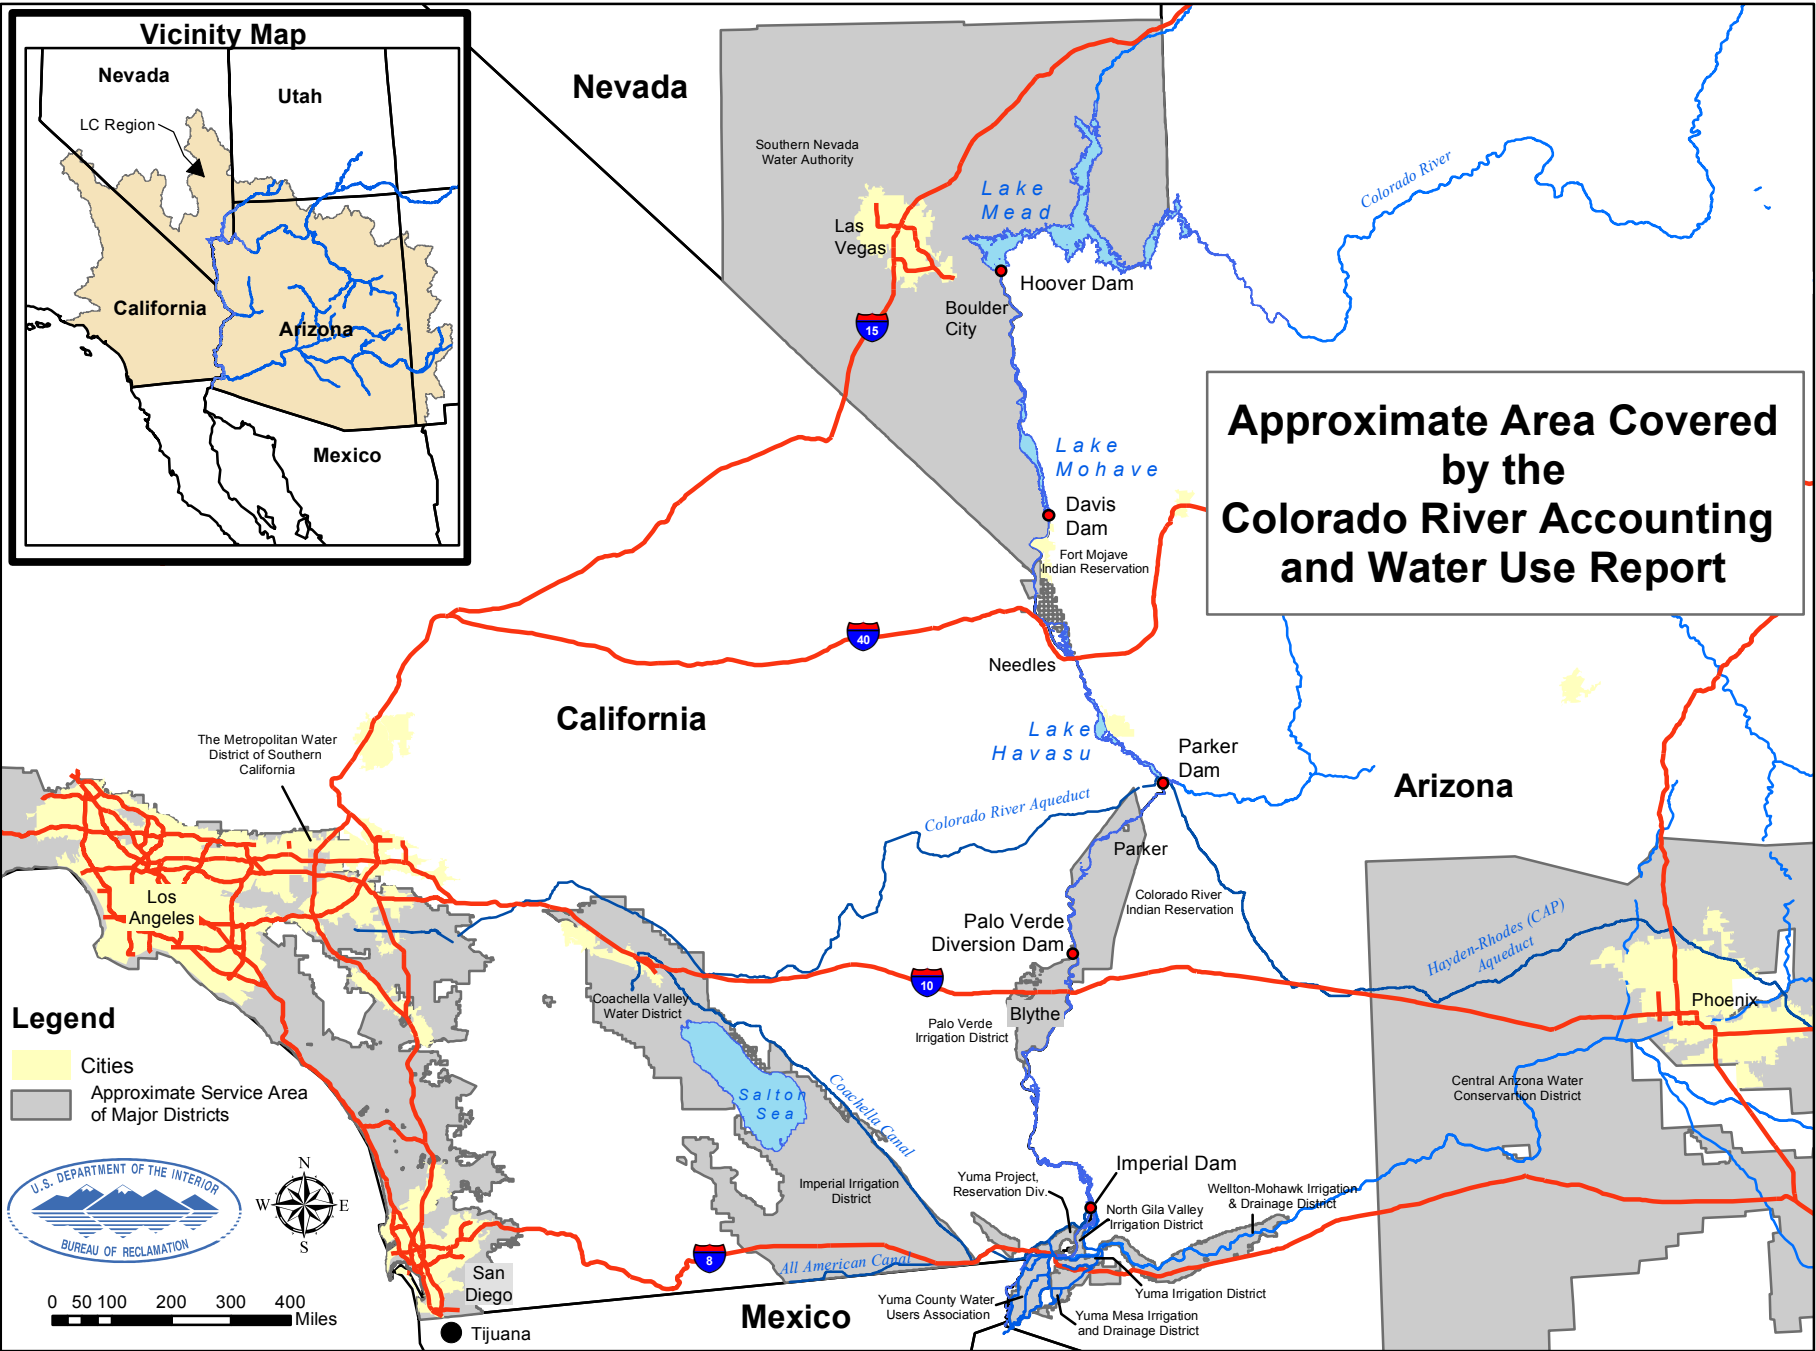 Vicinity Map
Nevada
Utah
LC Region
California
Arizona
Mexico
Nevada
Southern Nevada
Water Authority
Lake
Mead
Las
Vegas
Hoover Dam
Boulder
City
15
Colorado River
Approximate Area Covered
by the
Colorado River Accounting
and Water Use Report
Lake
Mohave
Davis
Dam
Fort Mojave
Indian Reservation
40
Needles
California
Lake
Havasu
Parker
Dam
Arizona
The Metropolitan Water
District of Southern
California
Colorado River Aqueduct
Parker
Colorado River
Indian Reservation
Los
Angeles
Palo Verde
Diversion Dam
Hayden-Rhodes (CAP)
Aqueduct
10
Coachella Valley
Water District
Blythe
Palo Verde
Irrigation District
Phoenix
Legend
Cities
Approximate Service Area
of Major Districts
Salton
Sea
Coachella Canal
Central Arizona Water
Conservation District
U.S. DEPARTMENT OF THE INTERIOR
BUREAU OF RECLAMATION
N
W
E
S
Imperial Irrigation
District
Yuma Project,
Reservation Div.
Imperial Dam
North Gila Valley
Irrigation District
Wellton-Mohawk Irrigation
& Drainage District
8
All American Canal
San
Diego
Yuma Irrigation District
Yuma County Water
Users Association
Yuma Mesa Irrigation
and Drainage District
Mexico
0 50 100 200 300 400
Miles
Tijuana